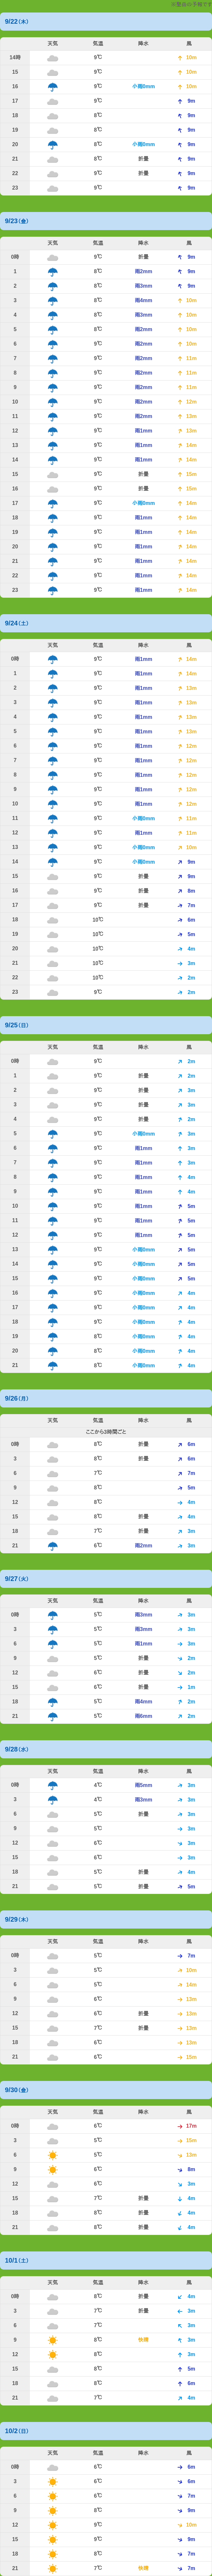 9/22（木）
天気 気温 降水 風
14時 9℃ 10m
15 9℃ 10m
16 9℃ 小雨0mm 10m
17 9℃ 9m
18 8℃ 9m
19 8℃ 9m
20 8℃ 小雨0mm 9m
21 8℃ 折畳 9m
22 9℃ 折畳 9m
23 9℃ 9m
9/23（金）
天気 気温 降水 風
0時 9℃ 折畳 9m
1 9℃ 雨2mm 9m
2 9℃ 雨3mm 9m
3 9℃ 雨4mm 10m
4 9℃ 雨3mm 10m
5 9℃ 雨2mm 10m
6 9℃ 雨2mm 10m
7 9℃ 雨2mm 11m
8 9℃ 雨2mm 11m
9 9℃ 雨2mm 11m
10 9℃ 雨2mm 12m
11 9℃ 雨2mm 13m
12 9℃ 雨1mm 13m
13 9℃ 雨1mm 14m
14 9℃ 雨1mm 14m
15 9℃ 折畳 15m
16 9℃ 折畳 15m
17 9℃ 小雨0mm 14m
18 9℃ 雨1mm 14m
19 9℃ 雨1mm 14m
20 9℃ 雨1mm 14m
21 9℃ 雨1mm 14m
22 9℃ 雨1mm 14m
23 9℃ 雨1mm 14m
9/24（土）
天気 気温 降水 風
0時 9℃ 雨1mm 14m
1 9℃ 雨1mm 14m
2 9℃ 雨1mm 13m
3 9℃ 雨1mm 13m
4 9℃ 雨1mm 13m
5 9℃ 雨1mm 13m
6 9℃ 雨1mm 12m
7 9℃ 雨1mm 12m
8 9℃ 雨1mm 12m
9 9℃ 雨1mm 12m
10 9℃ 雨1mm 12m
11 9℃ 小雨0mm 11m
12 9℃ 雨1mm 11m
13 9℃ 小雨0mm 10m
14 9℃ 小雨0mm 9m
15 9℃ 折畳 9m
16 9℃ 折畳 8m
17 9℃ 折畳 7m
18 10℃ 6m
19 10℃ 5m
20 10℃ 4m
21 10℃ 3m
22 10℃ 2m
23 9℃ 2m
9/25（日）
天気 気温 降水 風
0時 9℃ 2m
1 9℃ 折畳 2m
2 9℃ 折畳 3m
3 9℃ 折畳 3m
4 9℃ 折畳 2m
5 9℃ 小雨0mm 3m
6 9℃ 雨1mm 3m
7 9℃ 雨1mm 3m
8 9℃ 雨1mm 4m
9 9℃ 雨1mm 4m
10 9℃ 雨1mm 5m
11 9℃ 雨1mm 5m
12 9℃ 雨1mm 5m
13 9℃ 小雨0mm 5m
14 9℃ 小雨0mm 5m
15 9℃ 小雨0mm 5m
16 9℃ 小雨0mm 4m
17 9℃ 小雨0mm 4m
18 9℃ 小雨0mm 4m
19 8℃ 小雨0mm 4m
20 8℃ 小雨0mm 4m
21 8℃ 小雨0mm 4m
9/26（月）
天気 気温 降水 風
ここから3時間ごと
0時 8℃ 折畳 6m
3 8℃ 折畳 6m
6 7℃ 7m
9 8℃ 5m
12 8℃ 4m
15 8℃ 折畳 4m
18 7℃ 折畳 3m
21 6℃ 雨2mm 3m
9/27（火）
天気 気温 降水 風
0時 5℃ 雨3mm 3m
3 5℃ 雨3mm 3m
6 5℃ 雨1mm 3m
9 5℃ 折畳 2m
12 6℃ 折畳 2m
15 6℃ 折畳 1m
18 5℃ 雨4mm 2m
21 5℃ 雨6mm 2m
9/28（水）
天気 気温 降水 風
0時 4℃ 雨5mm 3m
3 4℃ 雨3mm 3m
6 5℃ 折畳 3m
9 5℃ 3m
12 6℃ 3m
15 6℃ 3m
18 5℃ 折畳 4m
21 5℃ 折畳 5m
9/29（木）
天気 気温 降水 風
0時 5℃ 7m
3 5℃ 10m
6 5℃ 14m
9 6℃ 13m
12 6℃ 折畳 13m
15 7℃ 折畳 13m
18 6℃ 13m
21 6℃ 15m
9/30（金）
天気 気温 降水 風
0時 6℃ 17m
3 5℃ 15m
6 5℃ 13m
9 6℃ 8m
12 6℃ 3m
15 7℃ 折畳 4m
18 8℃ 折畳 4m
21 8℃ 折畳 4m
10/1（土）
天気 気温 降水 風
0時 8℃ 折畳 4m
3 7℃ 折畳 3m
6 7℃ 3m
9 8℃ 3m
12 8℃ 3m
15 8℃ 5m
18 8℃ 6m
21 7℃ 4m
10/2（日）
天気 気温 降水 風
0時 6℃ 6m
3 5℃ 6m
6 8℃ 7m
9 8℃ 9m
12 9℃ 10m
15 9℃ 9m
18 8℃ 7m
21 7℃ 7m